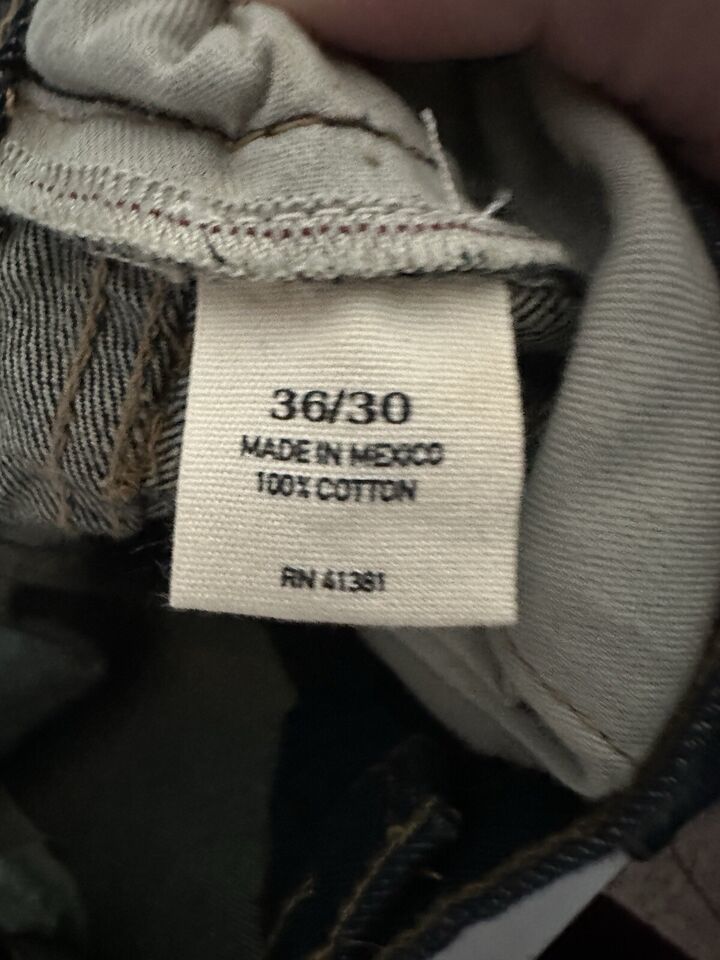 36/30
MADE IN MEXICO
100% COTTON
RN 41381